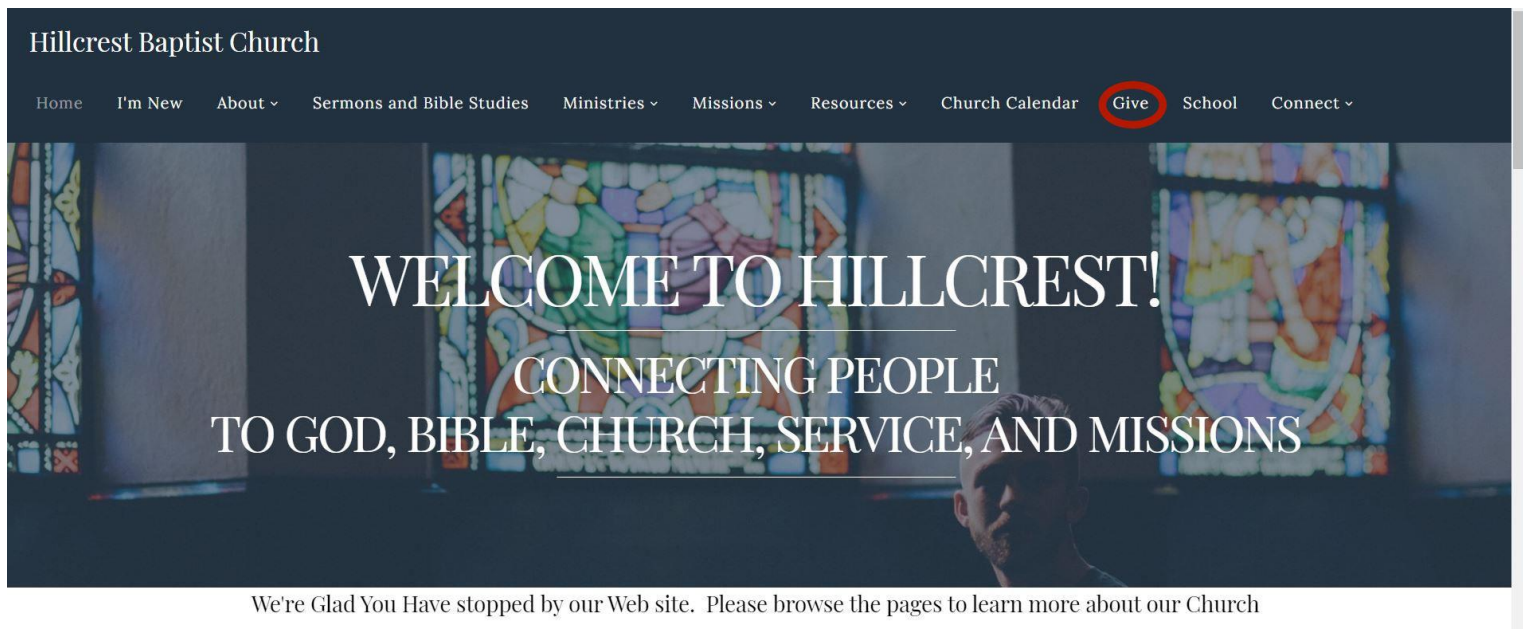 Hillcrest Baptist Church
Home I'm New About Sermons and Bible Studies Ministries Missions Resources Church Calendar Give School Connect
WELCOME TO HILLCREST!
CONNECTING PEOPLE
TO GOD, BIBLE, CHURCH, SERVICE, AND MISSIONS
We're Glad You Have stopped by our Web site. Please browse the pages to learn more about our Church